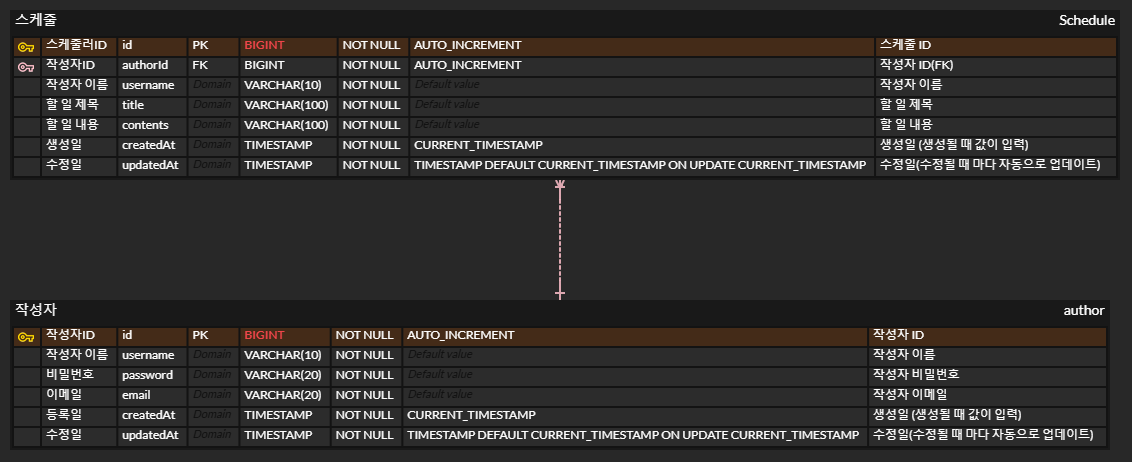 스케줄 Schedule
스케줄러ID id PK BIGINT NOT NULL AUTO_INCREMENT 스케줄 ID
작성자ID authorId FK BIGINT NOT NULL AUTO_INCREMENT 작성자 ID(FK)
작성자 이름 username Domain VARCHAR(10) NOT NULL Default value 작성자 이름
할 일 제목 title Domain VARCHAR(100) NOT NULL Default value 할 일 제목
할 일 내용 contents Domain VARCHAR(100) NOT NULL Default value 할 일 내용
생성일 createdAt Domain TIMESTAMP NOT NULL CURRENT_TIMESTAMP 생성일 (생성될 때 값이 입력)
수정일 updatedAt Domain TIMESTAMP NOT NULL TIMESTAMP DEFAULT CURRENT_TIMESTAMP ON UPDATE CURRENT_TIMESTAMP 수정일(수정될 때 마다 자동으로 업데이트)
작성자 author
작성자ID id PK BIGINT NOT NULL AUTO_INCREMENT 작성자 ID
작성자 이름 username Domain VARCHAR(10) NOT NULL Default value 작성자 이름
비밀번호 password Domain VARCHAR(20) NOT NULL Default value 작성자 비밀번호
이메일 email Domain VARCHAR(20) NOT NULL Default value 작성자 이메일
등록일 createdAt Domain TIMESTAMP NOT NULL CURRENT_TIMESTAMP 생성일 (생성될 때 값이 입력)
수정일 updatedAt Domain TIMESTAMP NOT NULL TIMESTAMP DEFAULT CURRENT_TIMESTAMP ON UPDATE CURRENT_TIMESTAMP 수정일(수정될 때 마다 자동으로 업데이트)